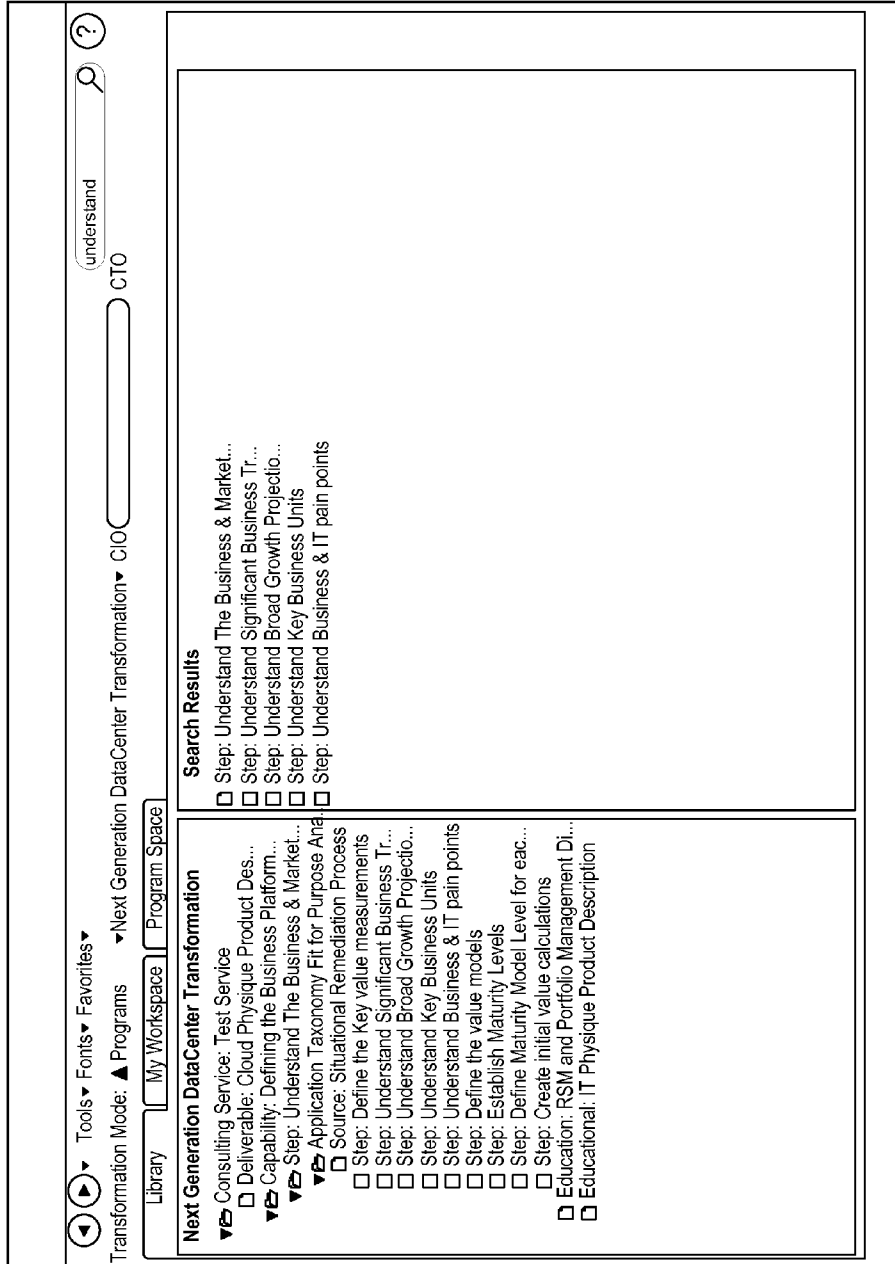 Tools▾ Fonts▾ Favorites▾
understand
?
Transformation Mode: ▲ Programs ▾Next Generation DataCenter Transformation▾ CIO CTO
Library My Workspace Program Space
Next Generation DataCenter Transformation
Consulting Service: Test Service
Deliverable: Cloud Physique Product Des...
Capability: Defining the Business Platform...
Step: Understand The Business & Market...
Application Taxonomy Fit for Purpose Ana...
Source: Situational Remediation Process
Step: Define the Key value measurements
Step: Understand Significant Business Tr...
Step: Understand Broad Growth Projectio...
Step: Understand Key Business Units
Step: Understand Business & IT pain points
Step: Define the value models
Step: Establish Maturity Levels
Step: Define Maturity Model Level for eac...
Step: Create initial value calculations
Education: RSM and Portfolio Management Di...
Educational: IT Physique Product Description
Search Results
Step: Understand The Business & Market...
Step: Understand Significant Business Tr...
Step: Understand Broad Growth Projectio...
Step: Understand Key Business Units
Step: Understand Business & IT pain points